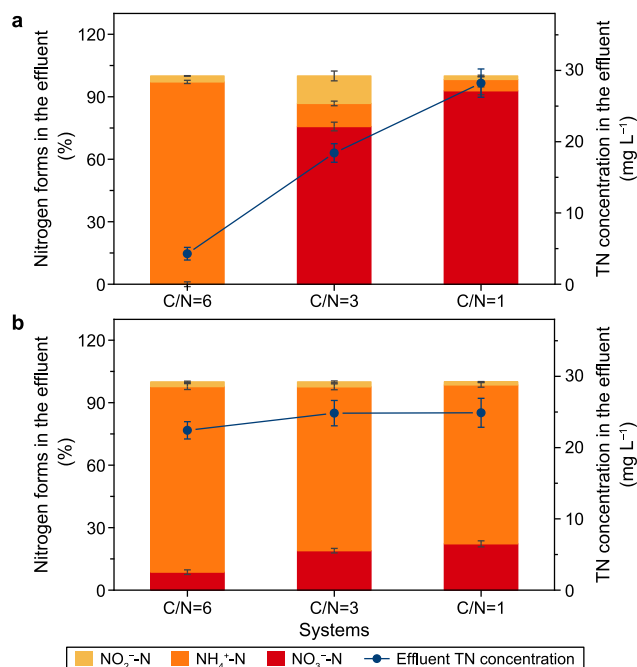 a
Nitrogen forms in the effluent
(%)
120
90
60
30
0
30
20
10
0
TN concentration in the effluent
(mg L⁻¹)
C/N=6 C/N=3 C/N=1
b
Nitrogen forms in the effluent
(%)
120
90
60
30
0
30
20
10
0
TN concentration in the effluent
(mg L⁻¹)
C/N=6 C/N=3 C/N=1
Systems
NO₂⁻-N NH₄⁺-N NO₃⁻-N Effluent TN concentration